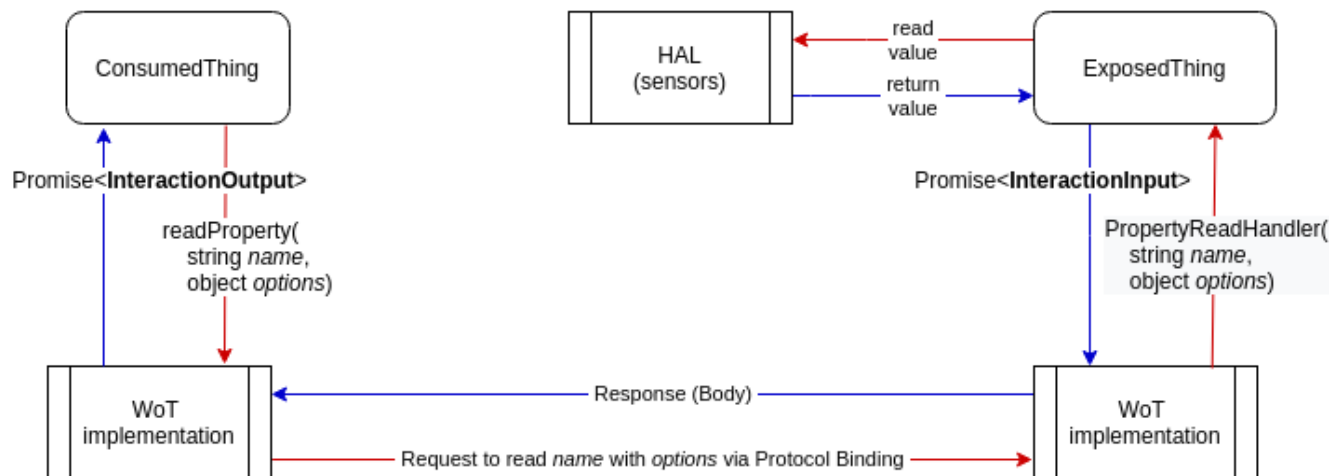 ConsumedThing
HAL
(sensors)
read
value
return
value
ExposedThing
Promise<InteractionOutput>
readProperty(
string name,
object options)
Promise<InteractionInput>
PropertyReadHandler(
string name,
object options)
WoT
implementation
Response (Body)
Request to read name with options via Protocol Binding
WoT
implementation